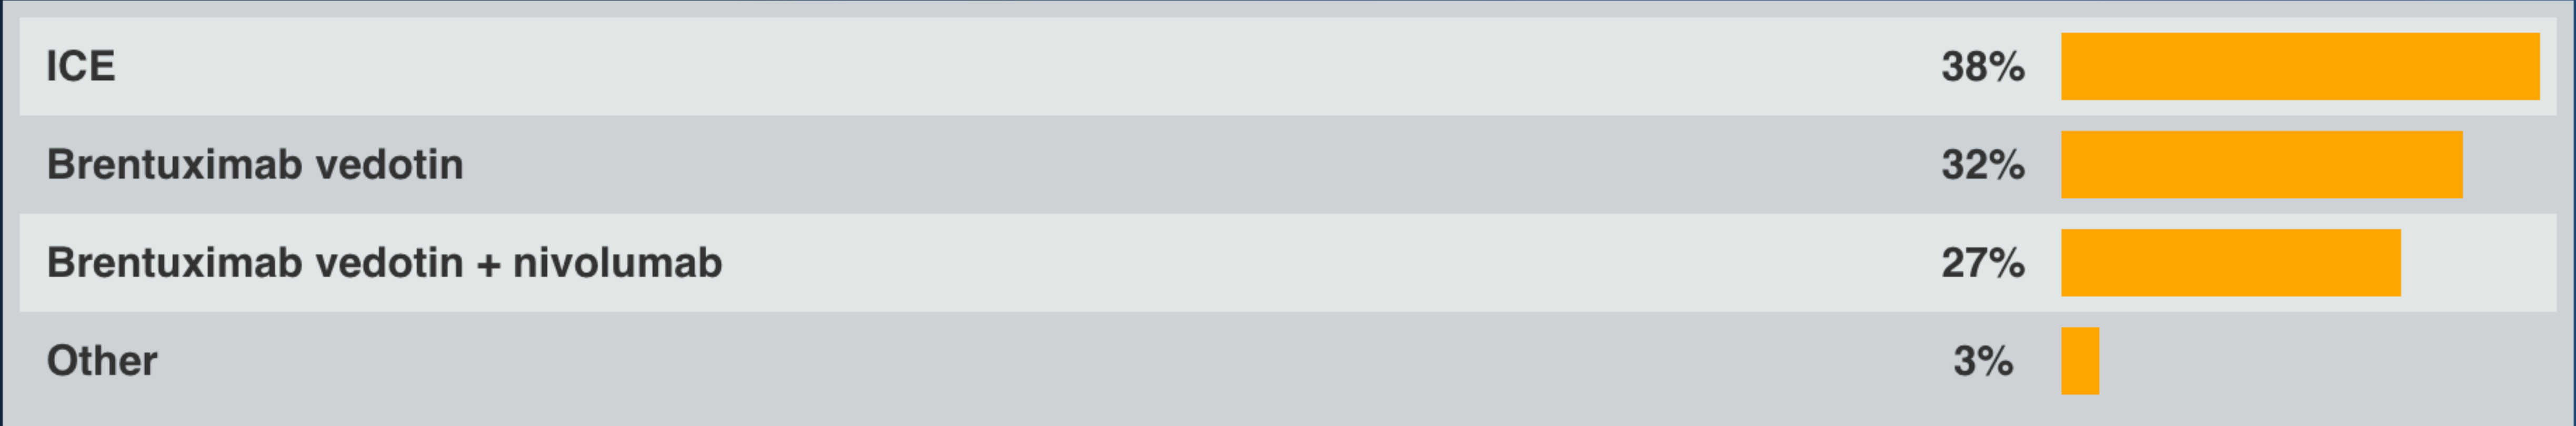 ICE 38%
Brentuximab vedotin 32%
Brentuximab vedotin + nivolumab 27%
Other 3%